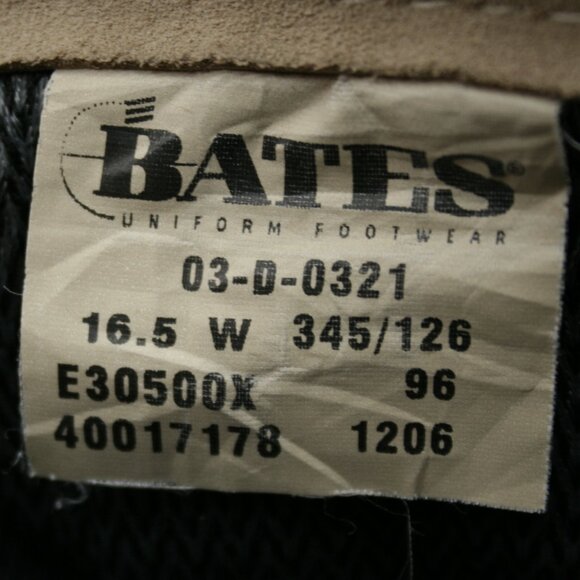 BATES®
UNIFORM FOOTWEAR
03-D-0321
16.5 W 345/126
E30500X 96
40017178 1206